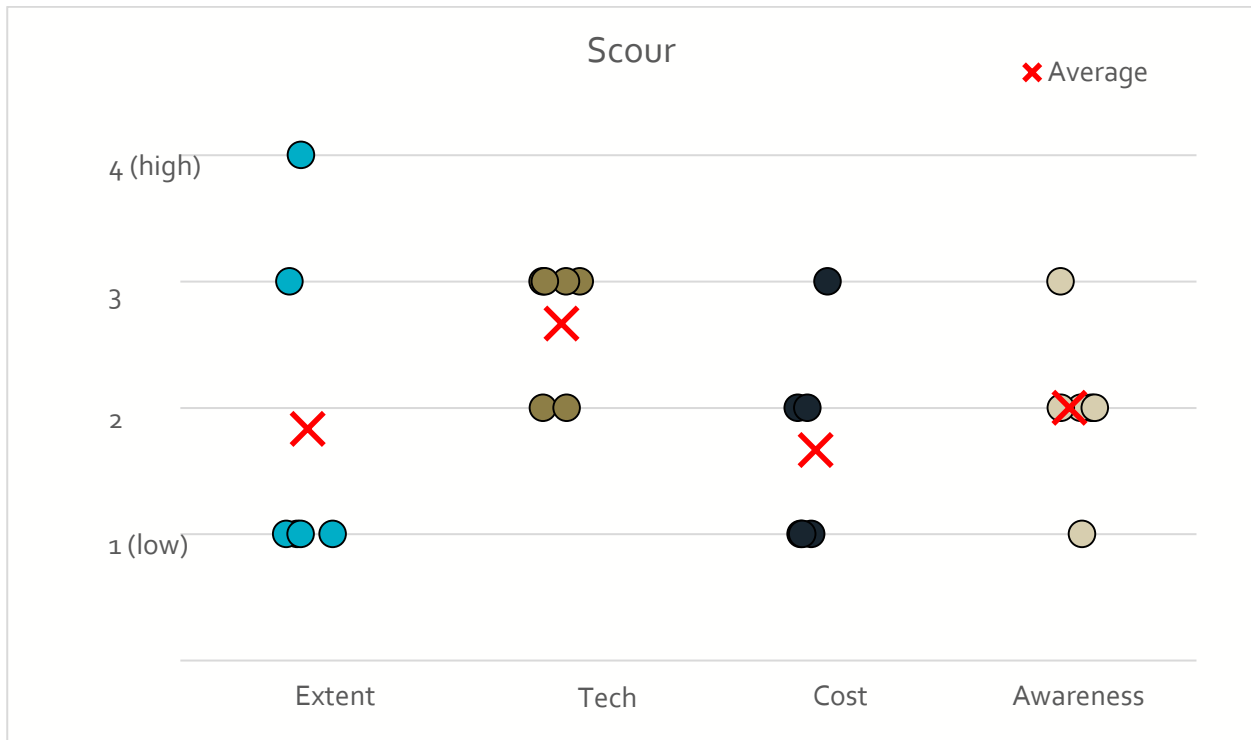 Scour
Average
4 (high)
3
2
1 (low)
Extent
Tech
Cost
Awareness